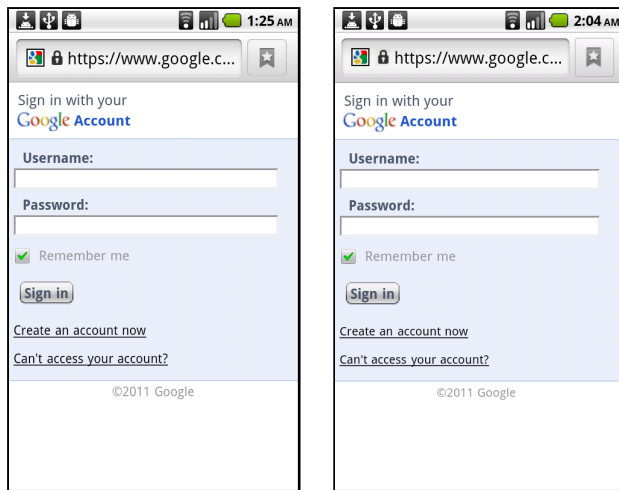 1:25 AM
https://www.google.c...
Sign in with your
Google Account
Username:
Password:
Remember me
Sign in
Create an account now
Can't access your account?
©2011 Google
2:04 AM
https://www.google.c...
Sign in with your
Google Account
Username:
Password:
Remember me
Sign in
Create an account now
Can't access your account?
©2011 Google